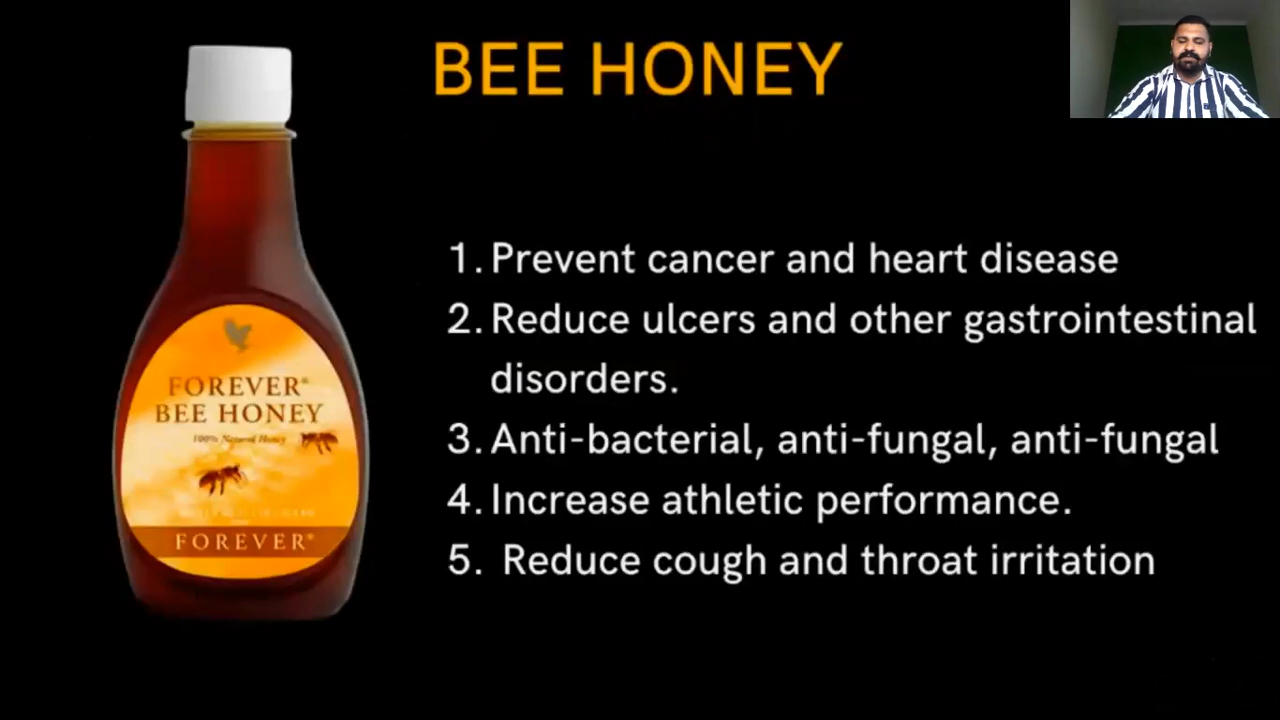 BEE HONEY
1. Prevent cancer and heart disease
2. Reduce ulcers and other gastrointestinal
disorders.
3. Anti-bacterial, anti-fungal, anti-fungal
4. Increase athletic performance.
5. Reduce cough and throat irritation
FOREVER®
BEE HONEY
100% Natural Honey
FOREVER®